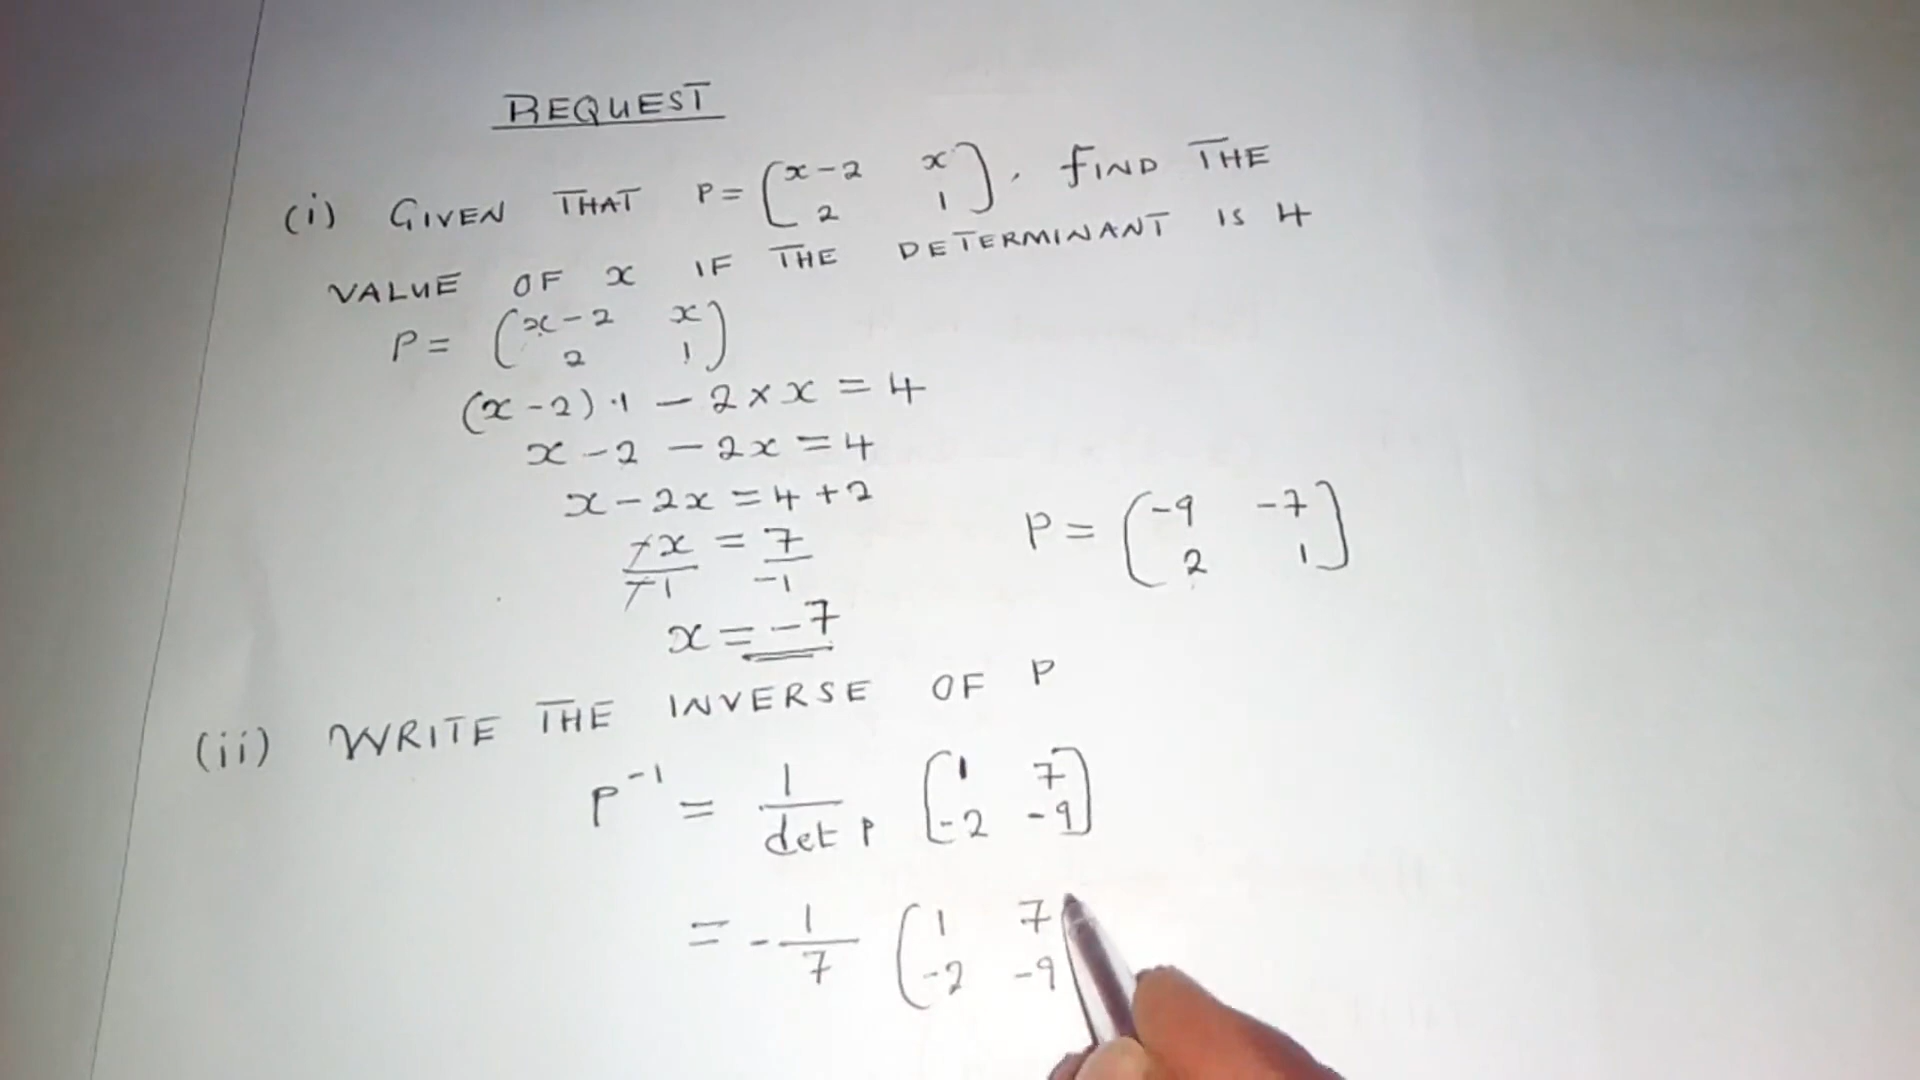 REQUEST
(i) GIVEN THAT P = (x-2 x
2 1), FIND THE
VALUE OF x IF THE DETERMINANT IS 4
P = (x-2 x
2 1)
(x-2)·1 - 2×x = 4
x-2 - 2x = 4
x-2x = 4+2
-x/-1 = 7/-1
x = -7
P = (-9 -7
2 1)
(ii) WRITE THE INVERSE OF P
P⁻¹ = 1/det P [1 7
-2 -9]
= -1/7 (1 7
-2 -9